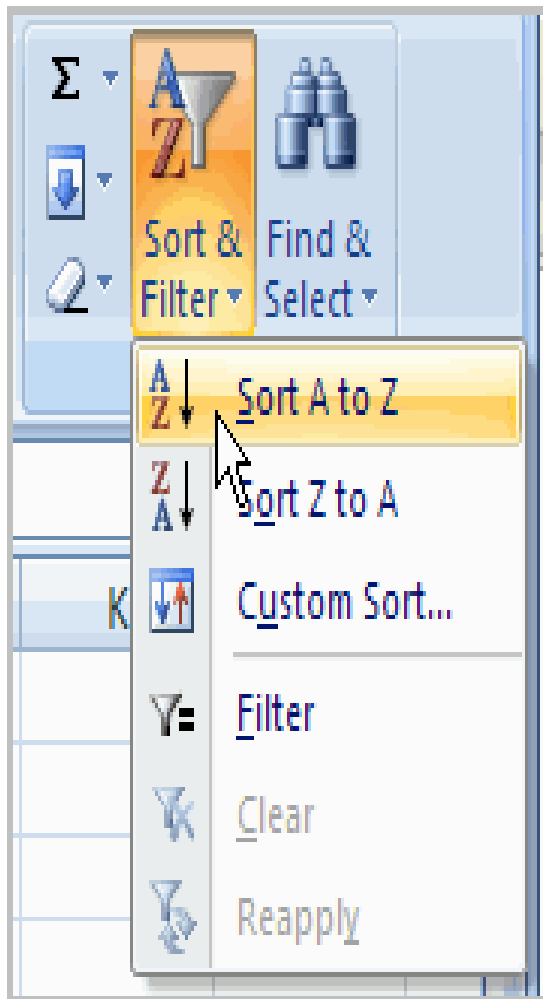 Σ
A
Z
Sort &
Filter
Find &
Select
A
Z
Sort A to Z
Z
A
Sort Z to A
Custom Sort...
K
Filter
Clear
Reapply